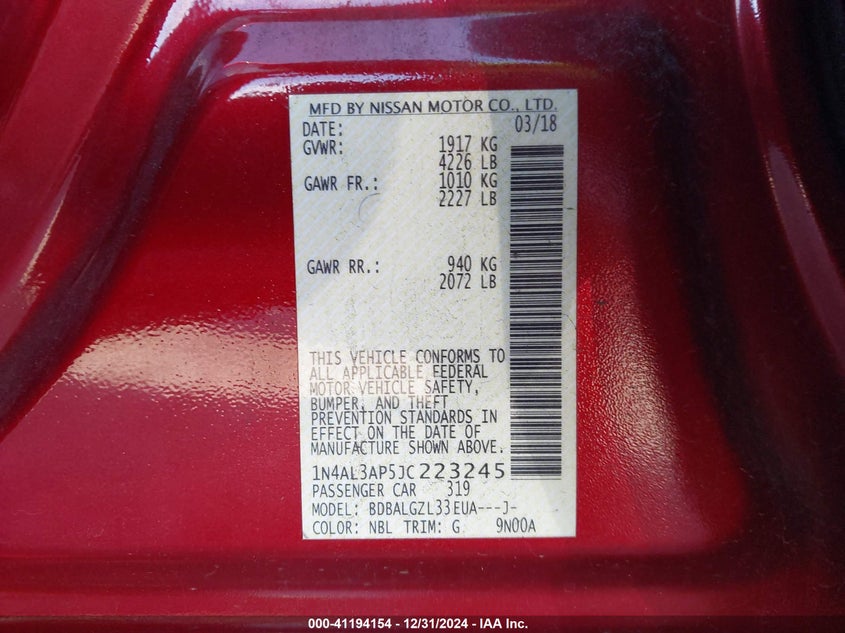 MFD BY NISSAN MOTOR CO., LTD.
DATE: 03/18
GVWR: 1917 KG
4226 LB
GAWR FR.: 1010 KG
2227 LB
GAWR RR.: 940 KG
2072 LB
THIS VEHICLE CONFORMS TO
ALL APPLICABLE FEDERAL
MOTOR VEHICLE SAFETY,
BUMPER, AND THEFT
PREVENTION STANDARDS IN
EFFECT ON THE DATE OF
MANUFACTURE SHOWN ABOVE.
1N4AL3AP5JC223245
PASSENGER CAR 319
MODEL: BDBALGZL33EUA---J-
COLOR: NBL TRIM: G 9N00A
000-41194154 - 12/31/2024 - IAA Inc.